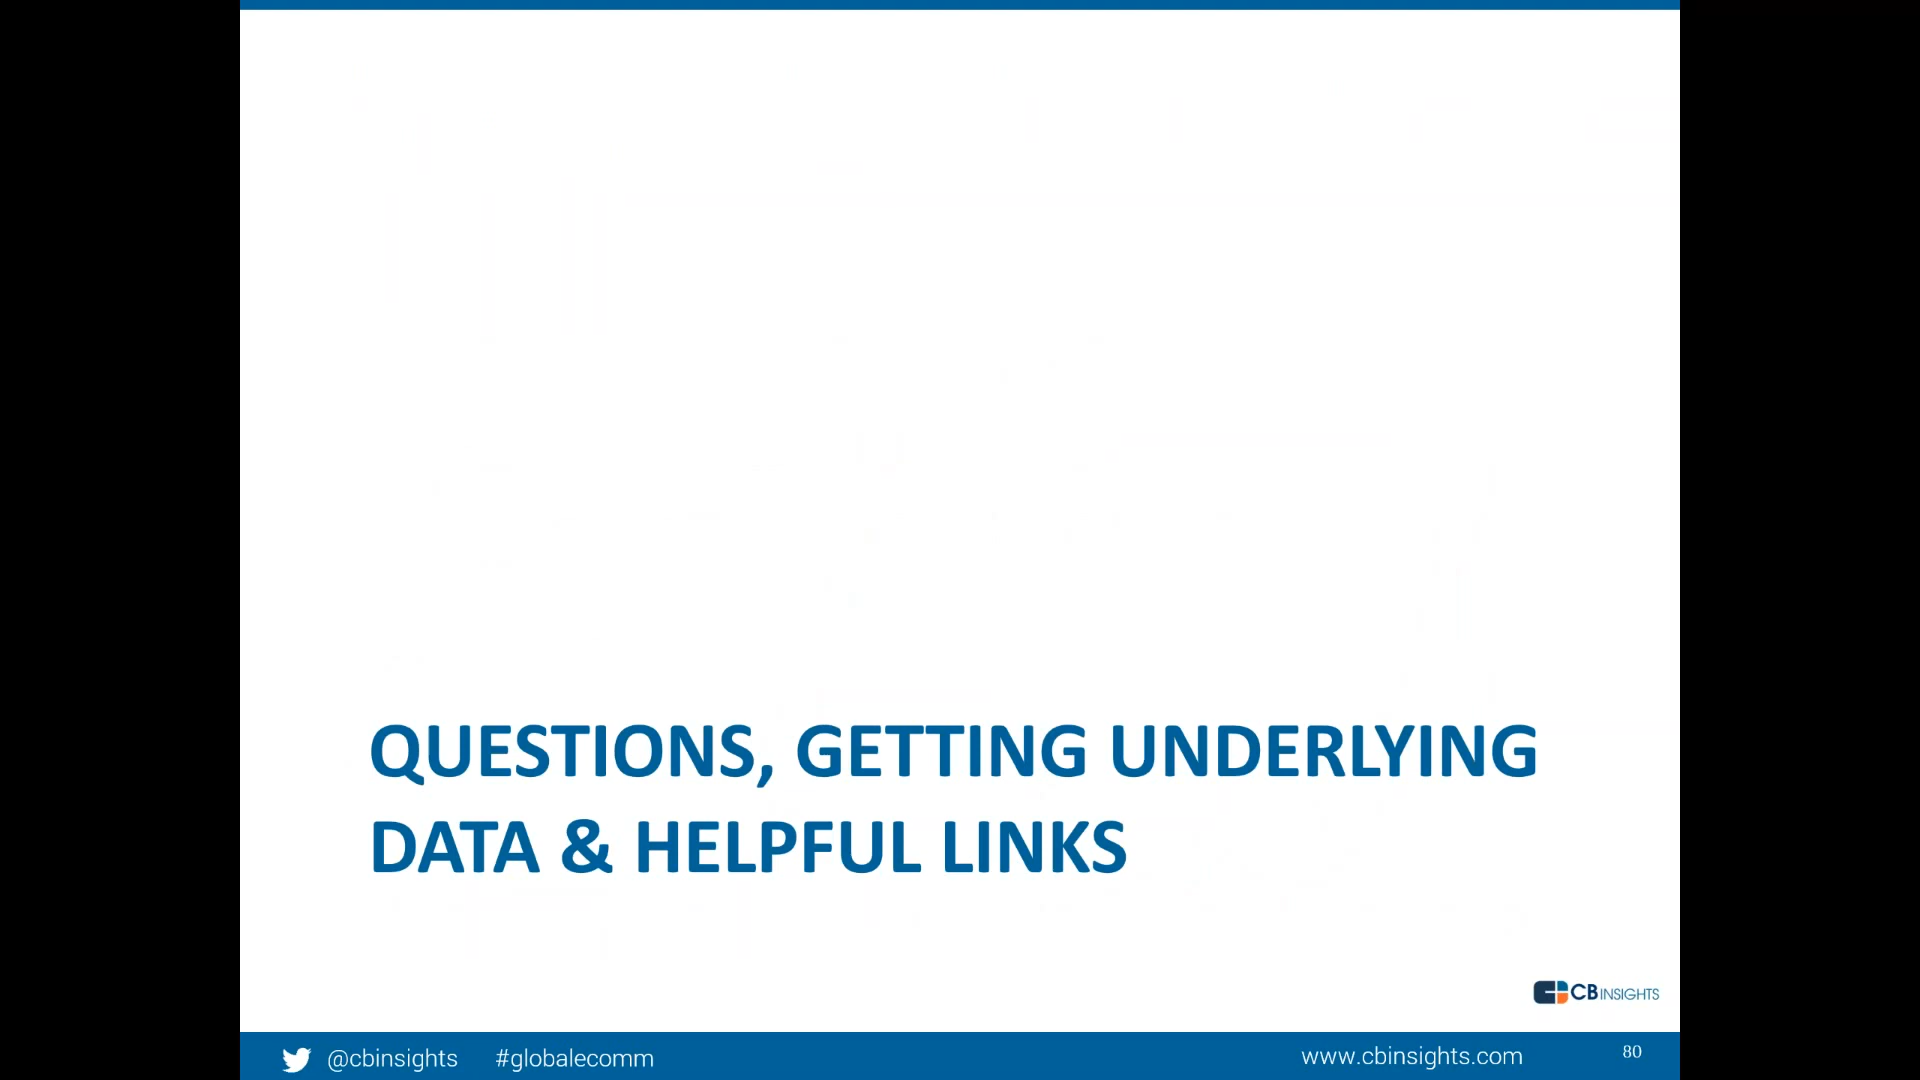 QUESTIONS, GETTING UNDERLYING
DATA & HELPFUL LINKS
CB INSIGHTS
@cbinsights #globalecomm www.cbinsights.com 80